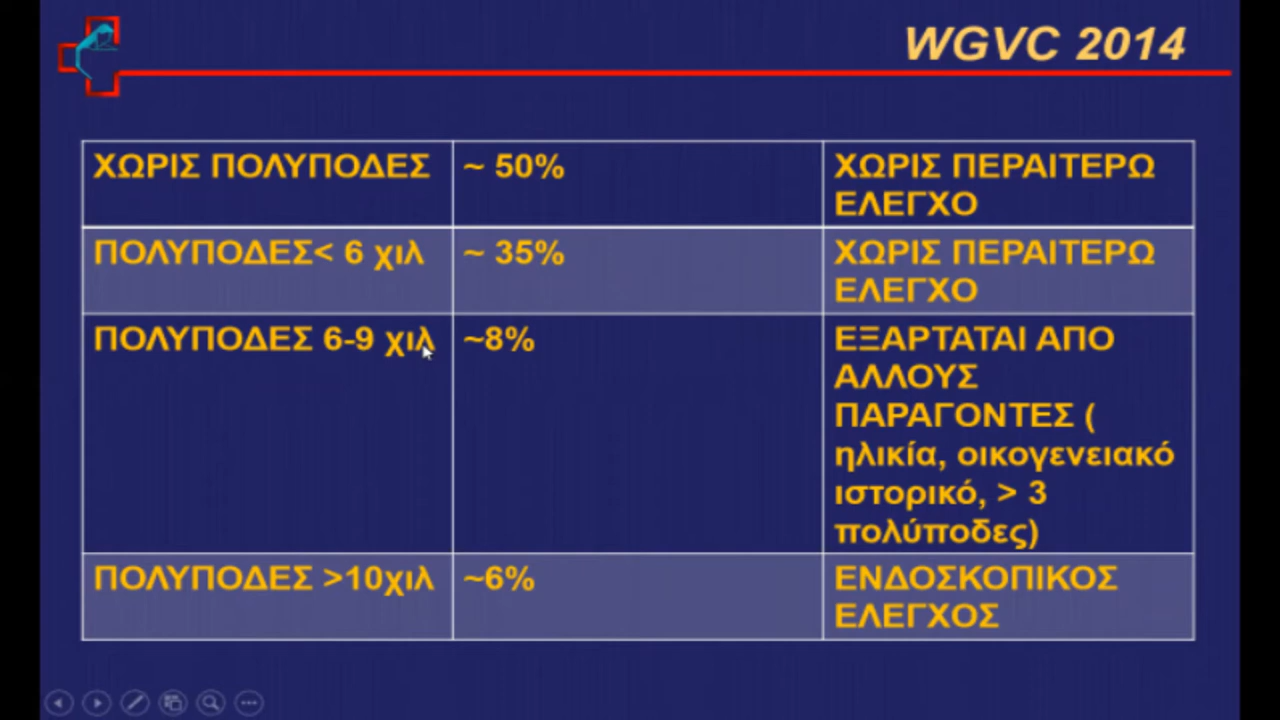 WGVC 2014
ΧΩΡΙΣ ΠΟΛΥΠΟΔΕΣ
~ 50%
ΧΩΡΙΣ ΠΕΡΑΙΤΕΡΩ
ΕΛΕΓΧΟ
ΠΟΛΥΠΟΔΕΣ< 6 χιλ
~ 35%
ΧΩΡΙΣ ΠΕΡΑΙΤΕΡΩ
ΕΛΕΓΧΟ
ΠΟΛΥΠΟΔΕΣ 6-9 χιλ
~8%
ΕΞΑΡΤΑΤΑΙ ΑΠΟ
ΑΛΛΟΥΣ
ΠΑΡΑΓΟΝΤΕΣ (
ηλικία, οικογενειακό
ιστορικό, > 3
πολύποδες)
ΠΟΛΥΠΟΔΕΣ >10χιλ
~6%
ΕΝΔΟΣΚΟΠΙΚΟΣ
ΕΛΕΓΧΟΣ